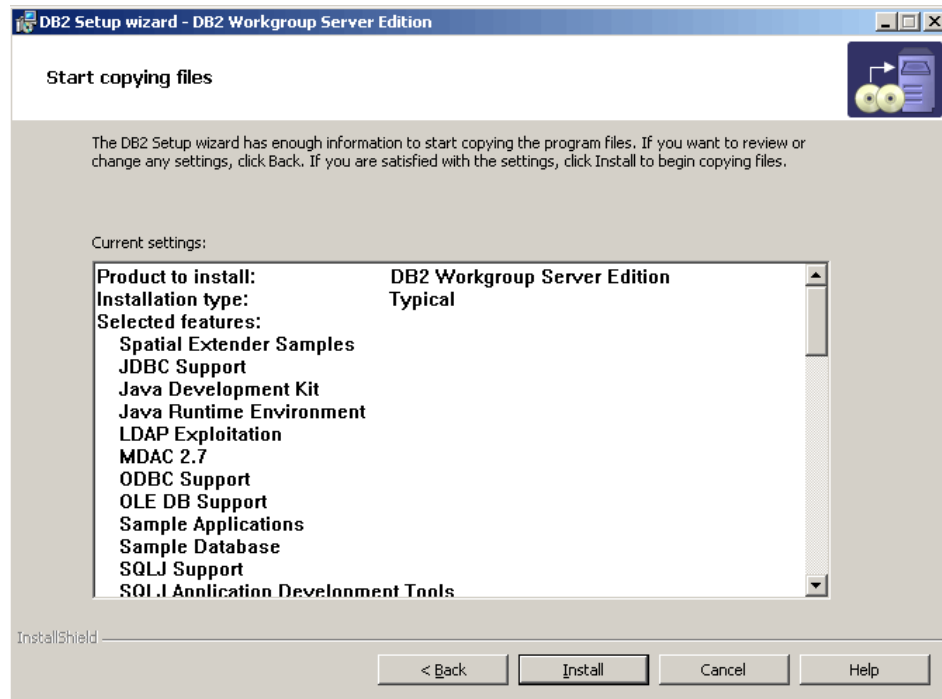 DB2 Setup wizard - DB2 Workgroup Server Edition
Start copying files
The DB2 Setup wizard has enough information to start copying the program files. If you want to review or
change any settings, click Back. If you are satisfied with the settings, click Install to begin copying files.
Current settings:
Product to install: DB2 Workgroup Server Edition
Installation type: Typical
Selected features:
Spatial Extender Samples
JDBC Support
Java Development Kit
Java Runtime Environment
LDAP Exploitation
MDAC 2.7
ODBC Support
OLE DB Support
Sample Applications
Sample Database
SQLJ Support
SQLJ Application Development Tools
InstallShield
< Back Install Cancel Help